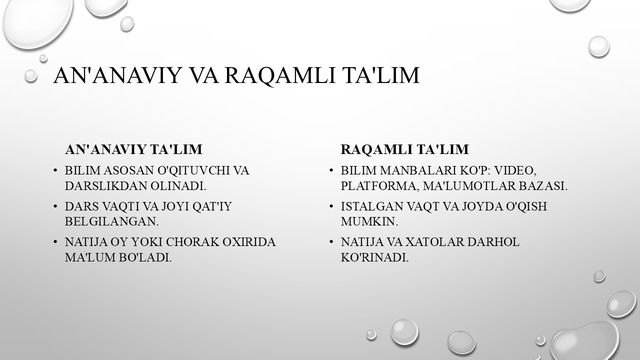 AN'ANAVIY VA RAQAMLI TA'LIM
AN'ANAVIY TA'LIM
• BILIM ASOSAN O'QITUVCHI VA
DARSLIKDAN OLINADI.
• DARS VAQTI VA JOYI QAT'IY
BELGILANGAN.
• NATIJA OY YOKI CHORAK OXIRIDA
MA'LUM BO'LADI.
RAQAMLI TA'LIM
• BILIM MANBALARI KO'P: VIDEO,
PLATFORMA, MA'LUMOTLAR BAZASI.
• ISTALGAN VAQT VA JOYDA O'QISH
MUMKIN.
• NATIJA VA XATOLAR DARHOL
KO'RINADI.